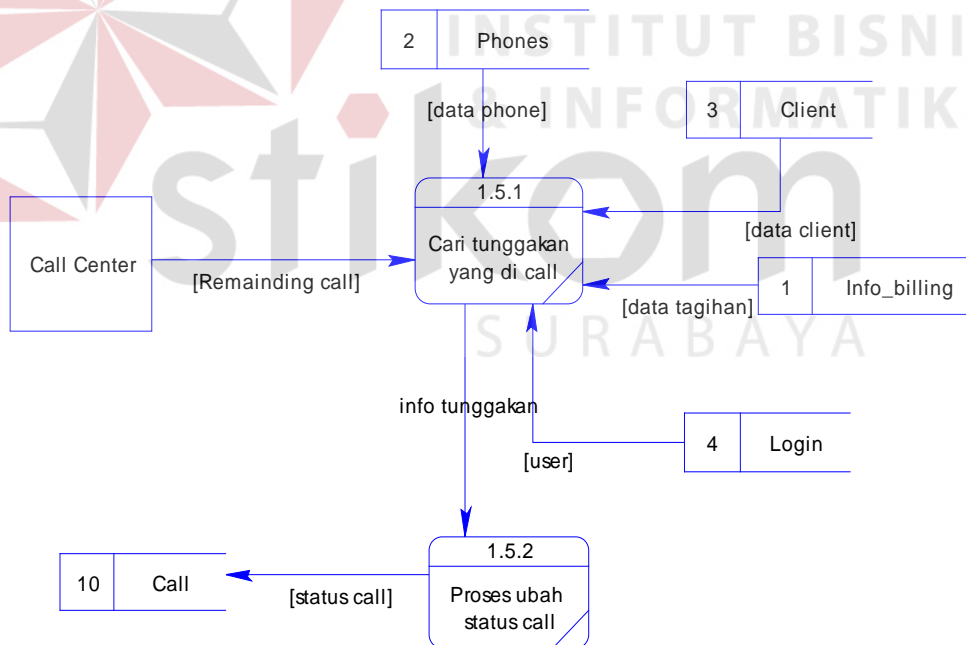 INSTITUT BISNI
& INFORMATIK
stikom
SURABAYA
2 Phones
[data phone]
3 Client
1.5.1
Cari tunggakan
yang di call
[data client]
Call Center
[Remainding call]
1 Info_billing
[data tagihan]
info tunggakan
4 Login
[user]
1.5.2
Proses ubah
status call
10 Call
[status call]